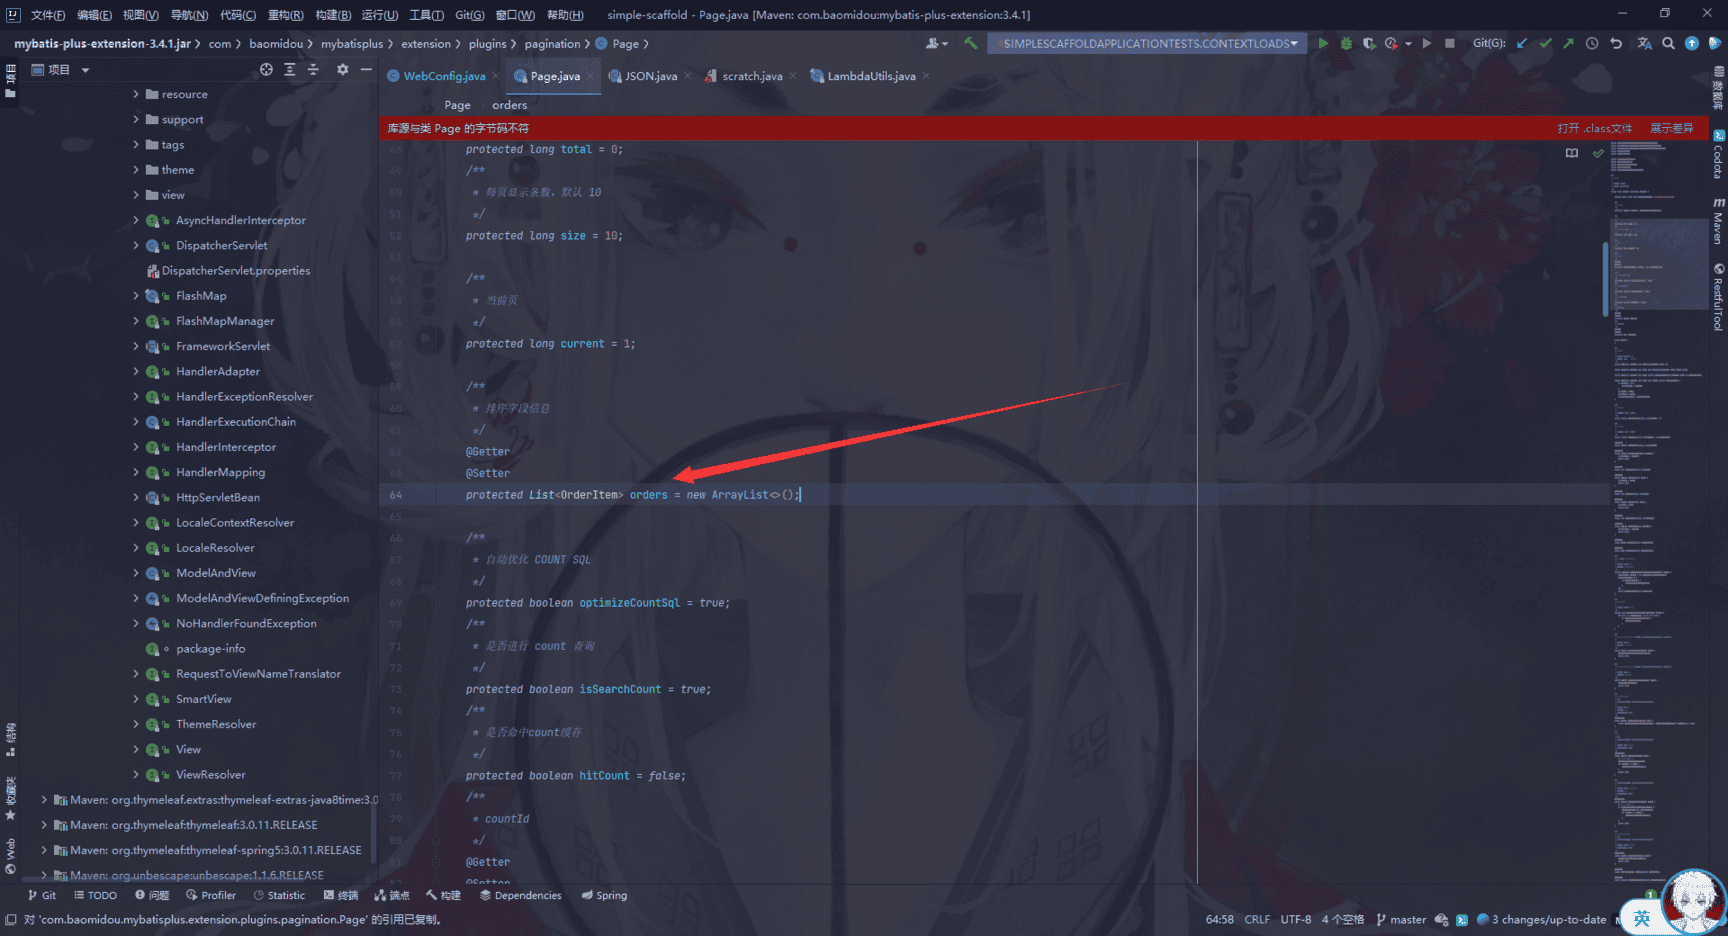 文件(F) 编辑(E) 视图(V) 导航(N) 代码(C) 重构(R) 构建(B) 运行(U) 工具(T) Git(G) 窗口(W) 帮助(H) simple-scaffold - Page.java [Maven: com.baomidou:mybatis-plus-extension:3.4.1]
mybatis-plus-extension-3.4.1.jar com baomidou mybatisplus extension plugins pagination Page
SIMPLESCAFFOLDAPPLICATIONTESTS.CONTEXTLOADS Git(G):
项目
项目
WebConfig.java Page.java JSON.java scratch.java LambdaUtils.java
Page orders
库源与类 Page 的字节码不符 打开 .class文件 展示差异
resource
support
tags
theme
view
AsyncHandlerInterceptor
DispatcherServlet
DispatcherServlet.properties
FlashMap
FlashMapManager
FrameworkServlet
HandlerAdapter
HandlerExceptionResolver
HandlerExecutionChain
HandlerInterceptor
HandlerMapping
HttpServletBean
LocaleContextResolver
LocaleResolver
ModelAndView
ModelAndViewDefiningException
NoHandlerFoundException
package-info
RequestToViewNameTranslator
SmartView
ThemeResolver
View
ViewResolver
Maven: org.thymeleaf.extras:thymeleaf-extras-java8time:3.0
Maven: org.thymeleaf:thymeleaf:3.0.11.RELEASE
Maven: org.thymeleaf:thymeleaf-spring5:3.0.11.RELEASE
Maven: org.unbescape:unbescape:1.1.6.RELEASE
48 protected long total = 0;
49 /**
50 * 每页显示条数，默认 10
51 */
52 protected long size = 10;
53
54 /**
55 * 当前页
56 */
57 protected long current = 1;
58
59 /**
60 * 排序字段信息
61 */
62 @Getter
63 @Setter
64 protected List<OrderItem> orders = new ArrayList<>();
65
66 /**
67 * 自动优化 COUNT SQL
68 */
69 protected boolean optimizeCountSql = true;
70 /**
71 * 是否进行 count 查询
72 */
73 protected boolean isSearchCount = true;
74 /**
75 * 是否命中count缓存
76 */
77 protected boolean hitCount = false;
78 /**
79 * countId
80 */
81 @Getter
82 @Setter
数据库
Codota
Maven
RestfulTool
结构
收藏夹
Web
Git TODO 问题 Profiler Statistic 终端 端点 构建 Dependencies Spring
对 'com.baomidou.mybatisplus.extension.plugins.pagination.Page' 的引用已复制。 64:58 CRLF UTF-8 4 个空格 master 3 changes/up-to-date
英